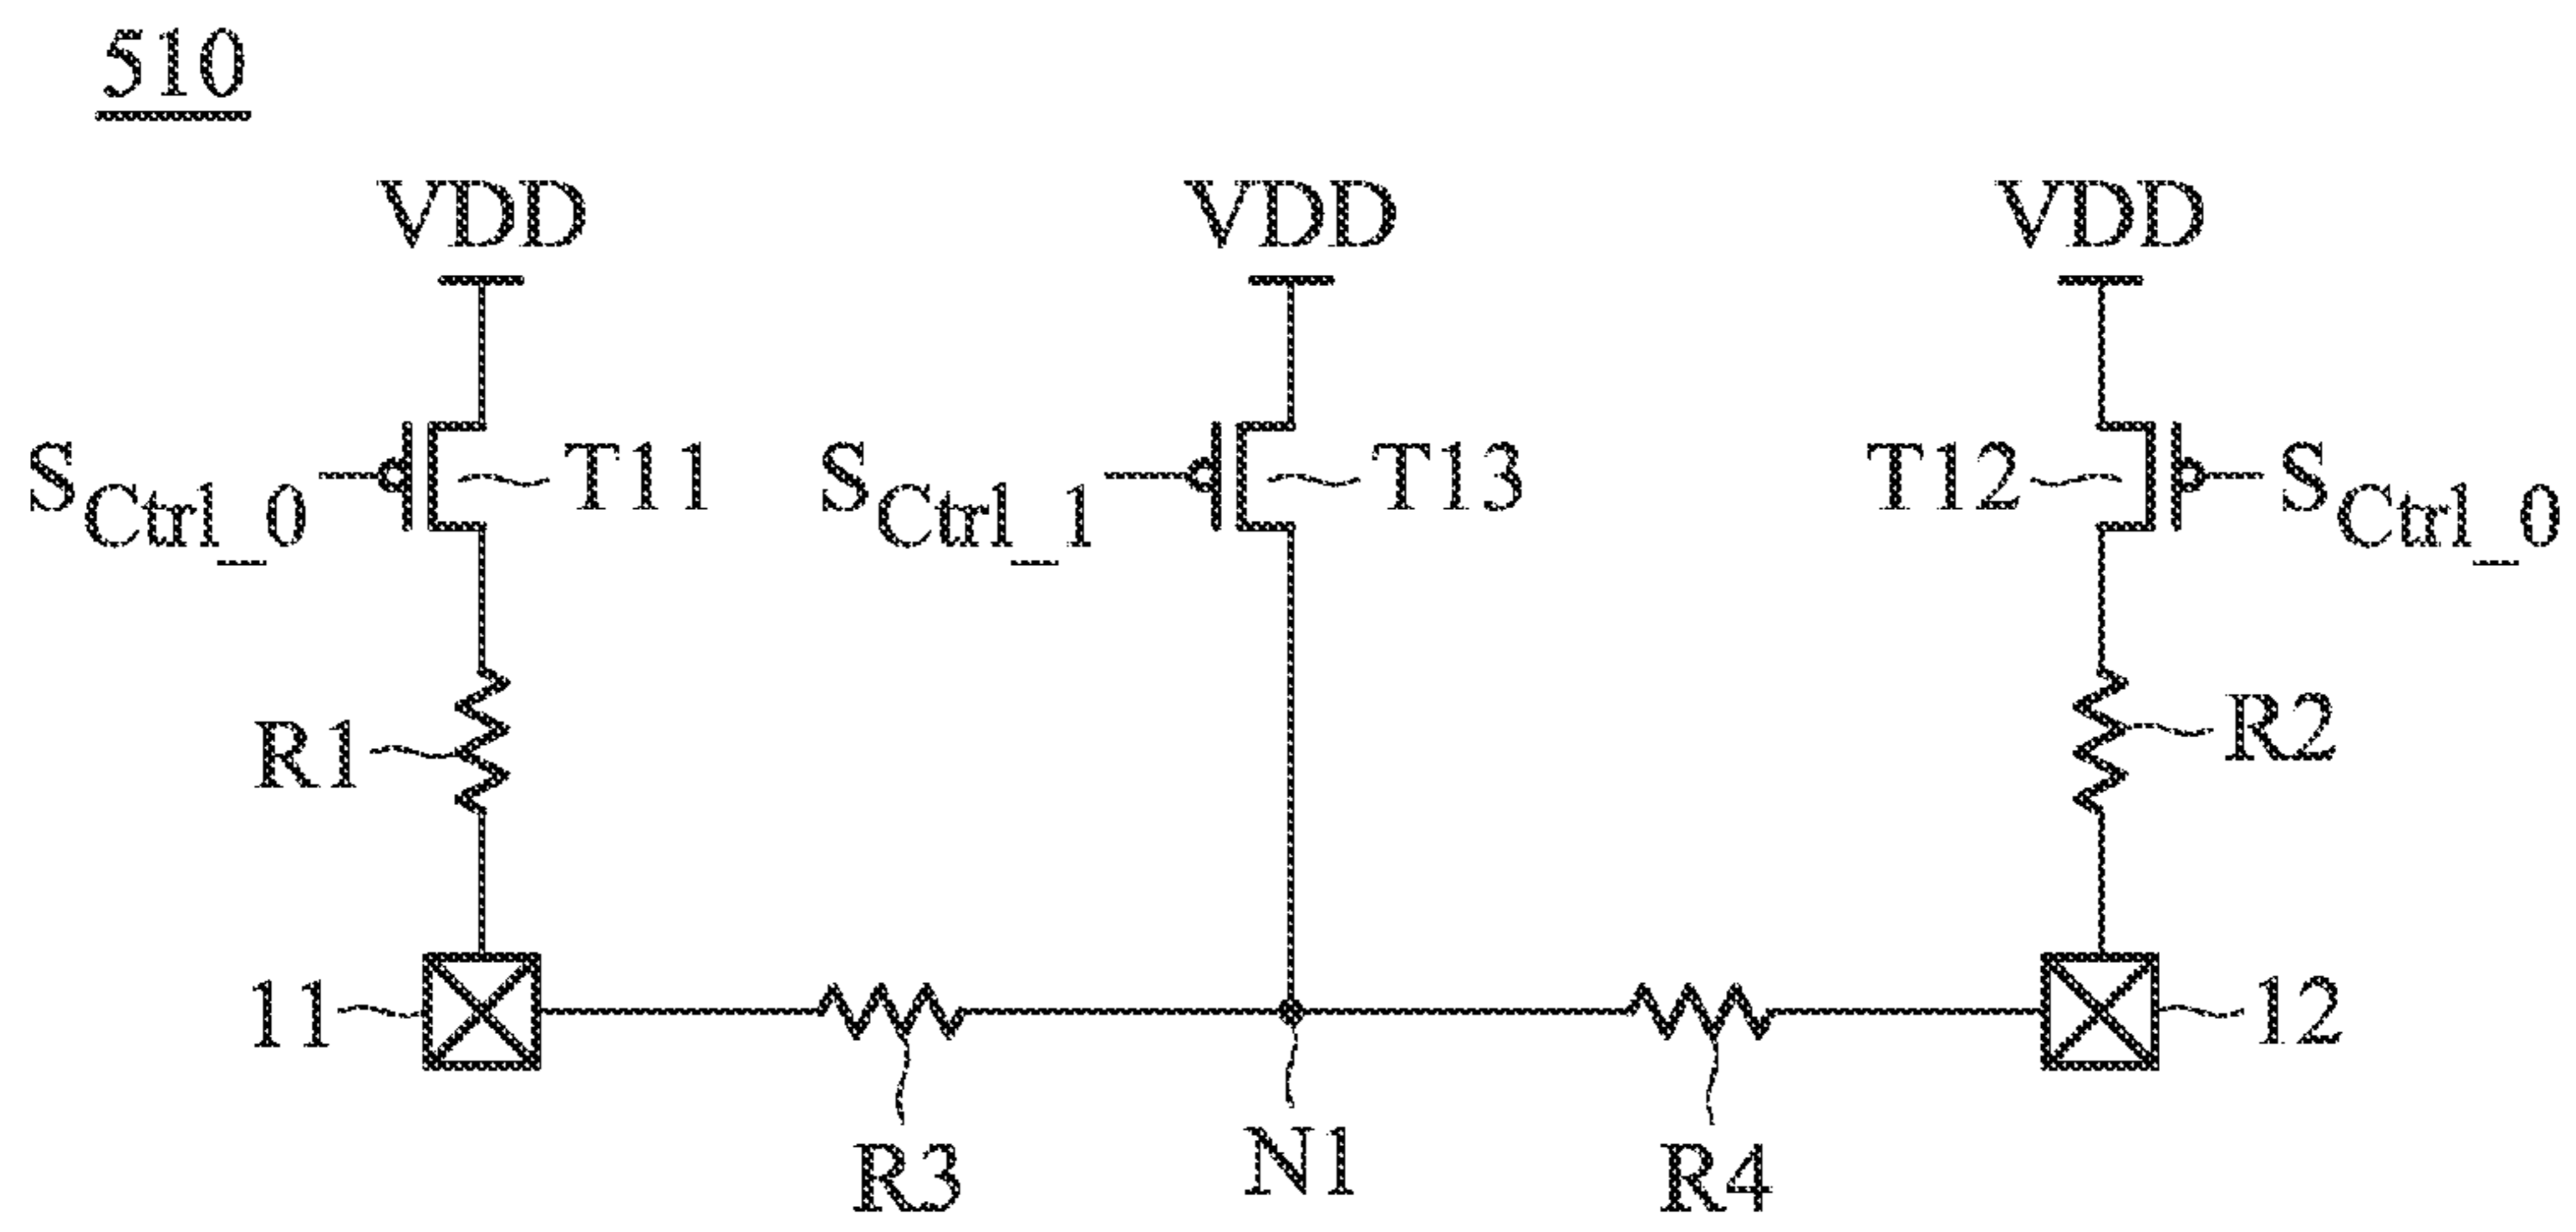 510
VDD VDD VDD
SCtrl_0 T11 SCtrl_1 T13 T12 SCtrl_0
R1 R2
11 12
R3 N1 R4